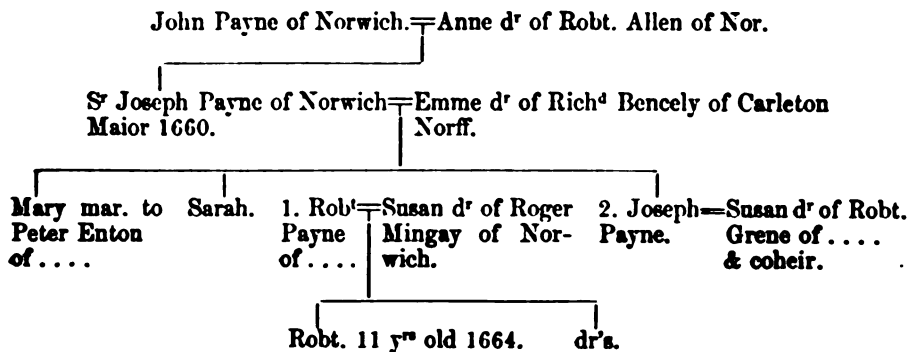 John Payne of Norwich.=Anne dʳ of Robt. Allen of Nor.
Sʳ Joseph Payne of Norwich=Emme dʳ of Richᵈ Bencely of Carleton
Maior 1660. Norff.
Mary mar. to Sarah. 1. Robᵗ=Susan dʳ of Roger 2. Joseph=Susan dʳ of Robt.
Peter Enton Payne Mingay of Nor- Payne. Grene of ....
of .... of .... wich. & coheir.
Robt. 11 yʳˢ old 1664. dr's.